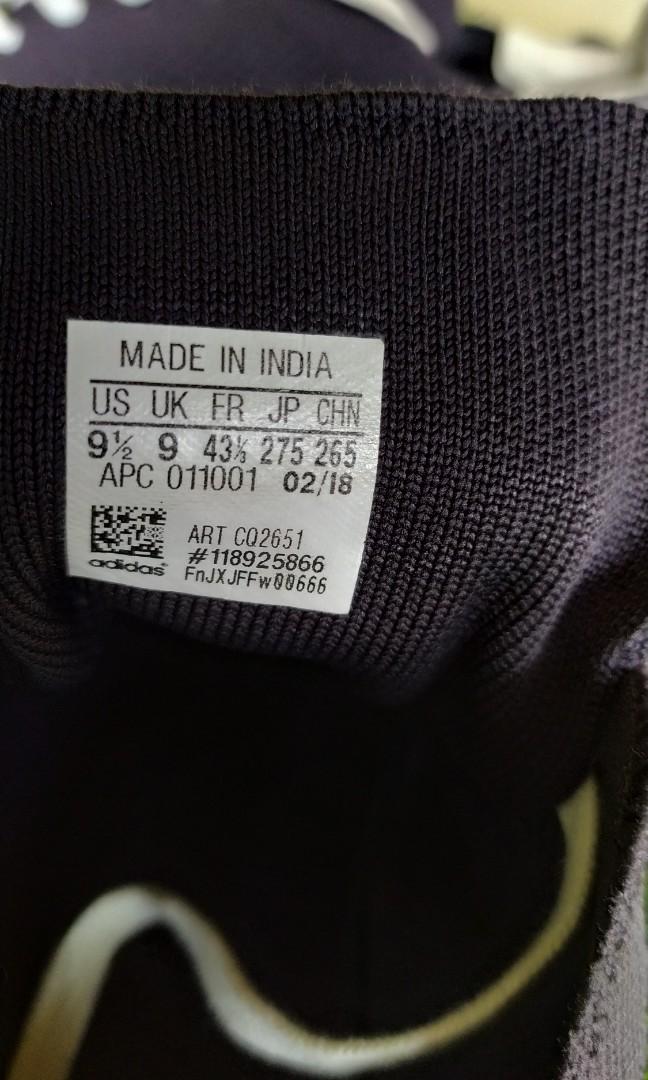 MADE IN INDIA
US UK FR JP CHN
9½ 9 43⅓ 275 265
APC 011001 02/18
ART CQ2651
#118925866
adidas
FnJXJFFw00666